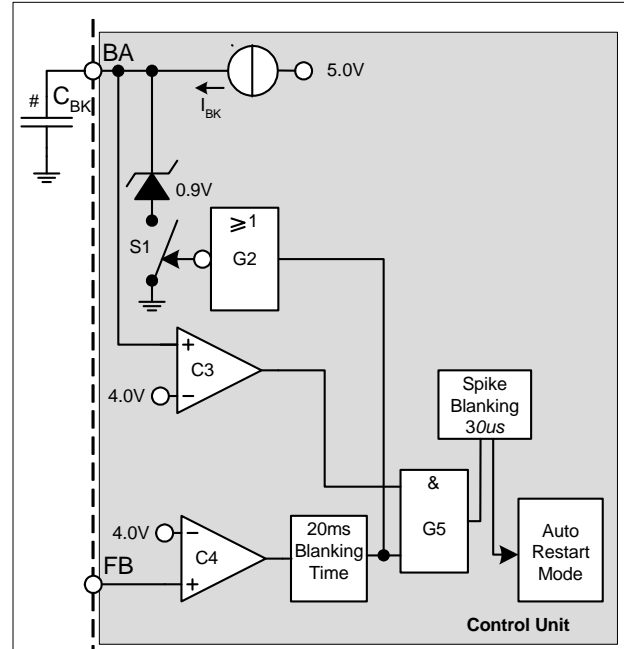 BA
# C_BK
5.0V
I_BK
0.9V
S1
≥1
G2
+
C3
4.0V
−
Spike
Blanking
30us
&
G5
4.0V
−
C4
+
20ms
Blanking
Time
FB
Auto
Restart
Mode
Control Unit